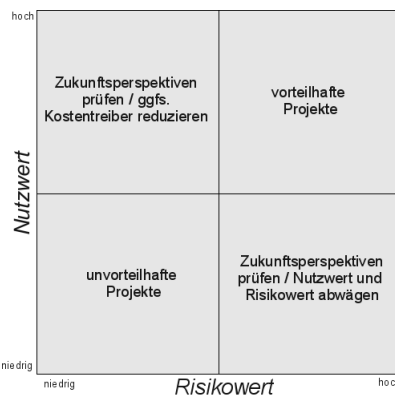 hoch
Zukunftsperspektiven
prüfen / ggfs.
Kostentreiber reduzieren
vorteilhafte
Projekte
Nutzwert
unvorteilhafte
Projekte
Zukunftsperspektiven
prüfen / Nutzwert und
Risikowert abwägen
niedrig
niedrig
Risikowert
hoc